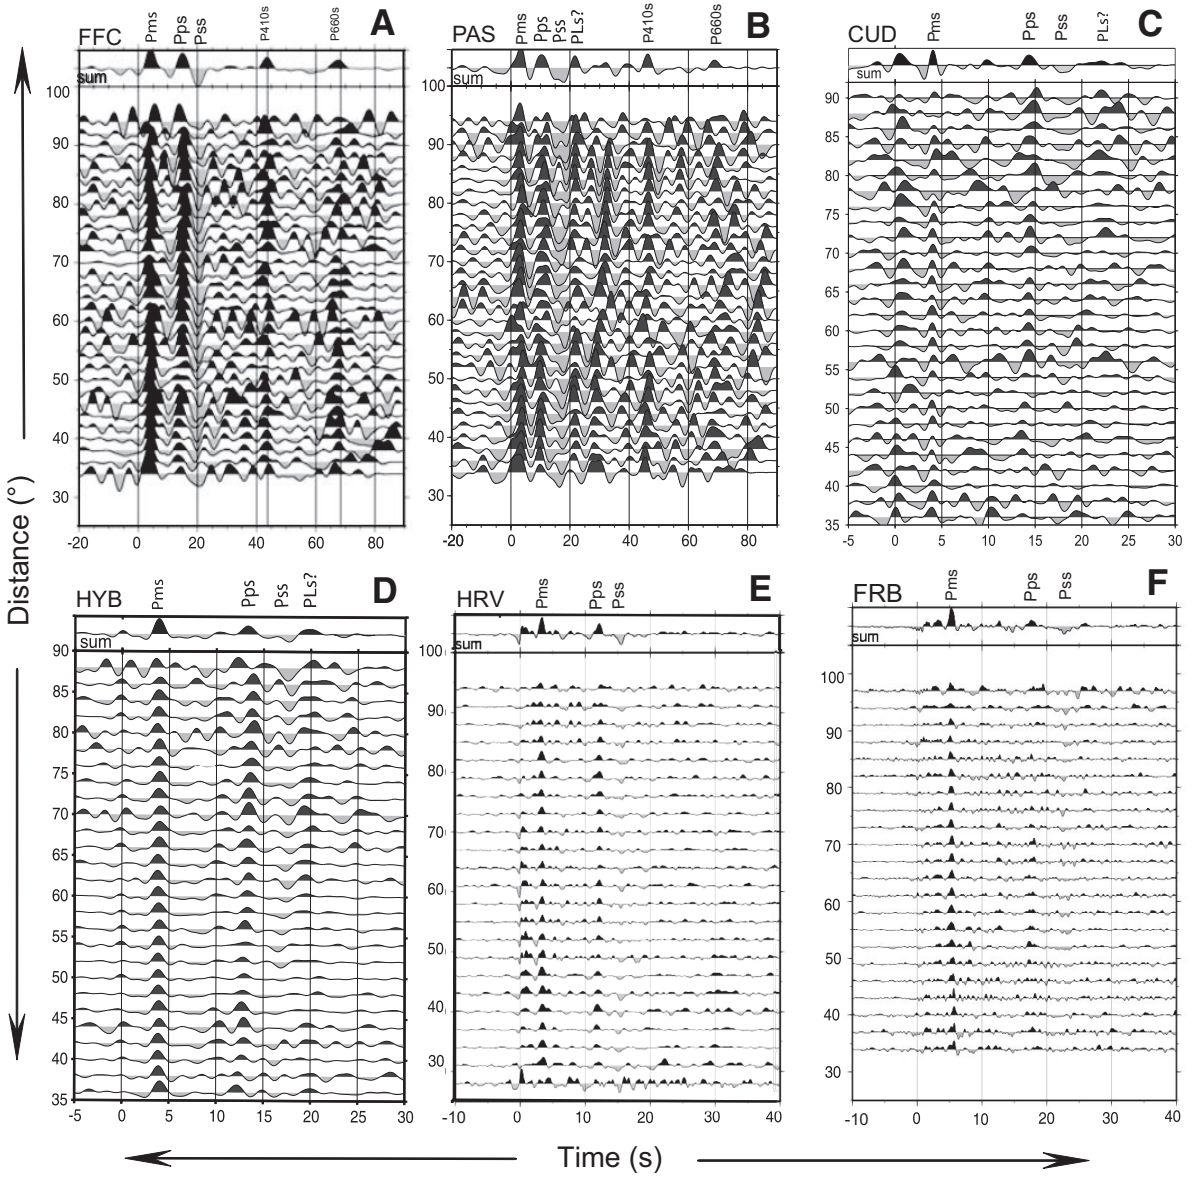 FFC Pms Pps Pss P410s P660s A
sum
100
90
80
70
60
50
40
30
-20 0 20 40 60 80
PAS Pms Pps Pss PLs? P410s P660s B
sum
100
90
80
70
60
50
40
30
-20 0 20 40 60 80
CUD Pms Pps Pss PLs? C
sum
90
85
80
75
70
65
60
55
50
45
40
35
-5 0 5 10 15 20 25 30
Distance (°)
HYB Pms Pps Pss PLs? D
sum
90
85
80
75
70
65
60
55
50
45
40
35
-5 0 5 10 15 20 25 30
HRV Pms Pps Pss E
sum
100
90
80
70
60
50
40
30
-10 0 10 20 30 40
FRB Pms Pps Pss F
sum
100
90
80
70
60
50
40
30
-10 0 10 20 30 40
Time (s)